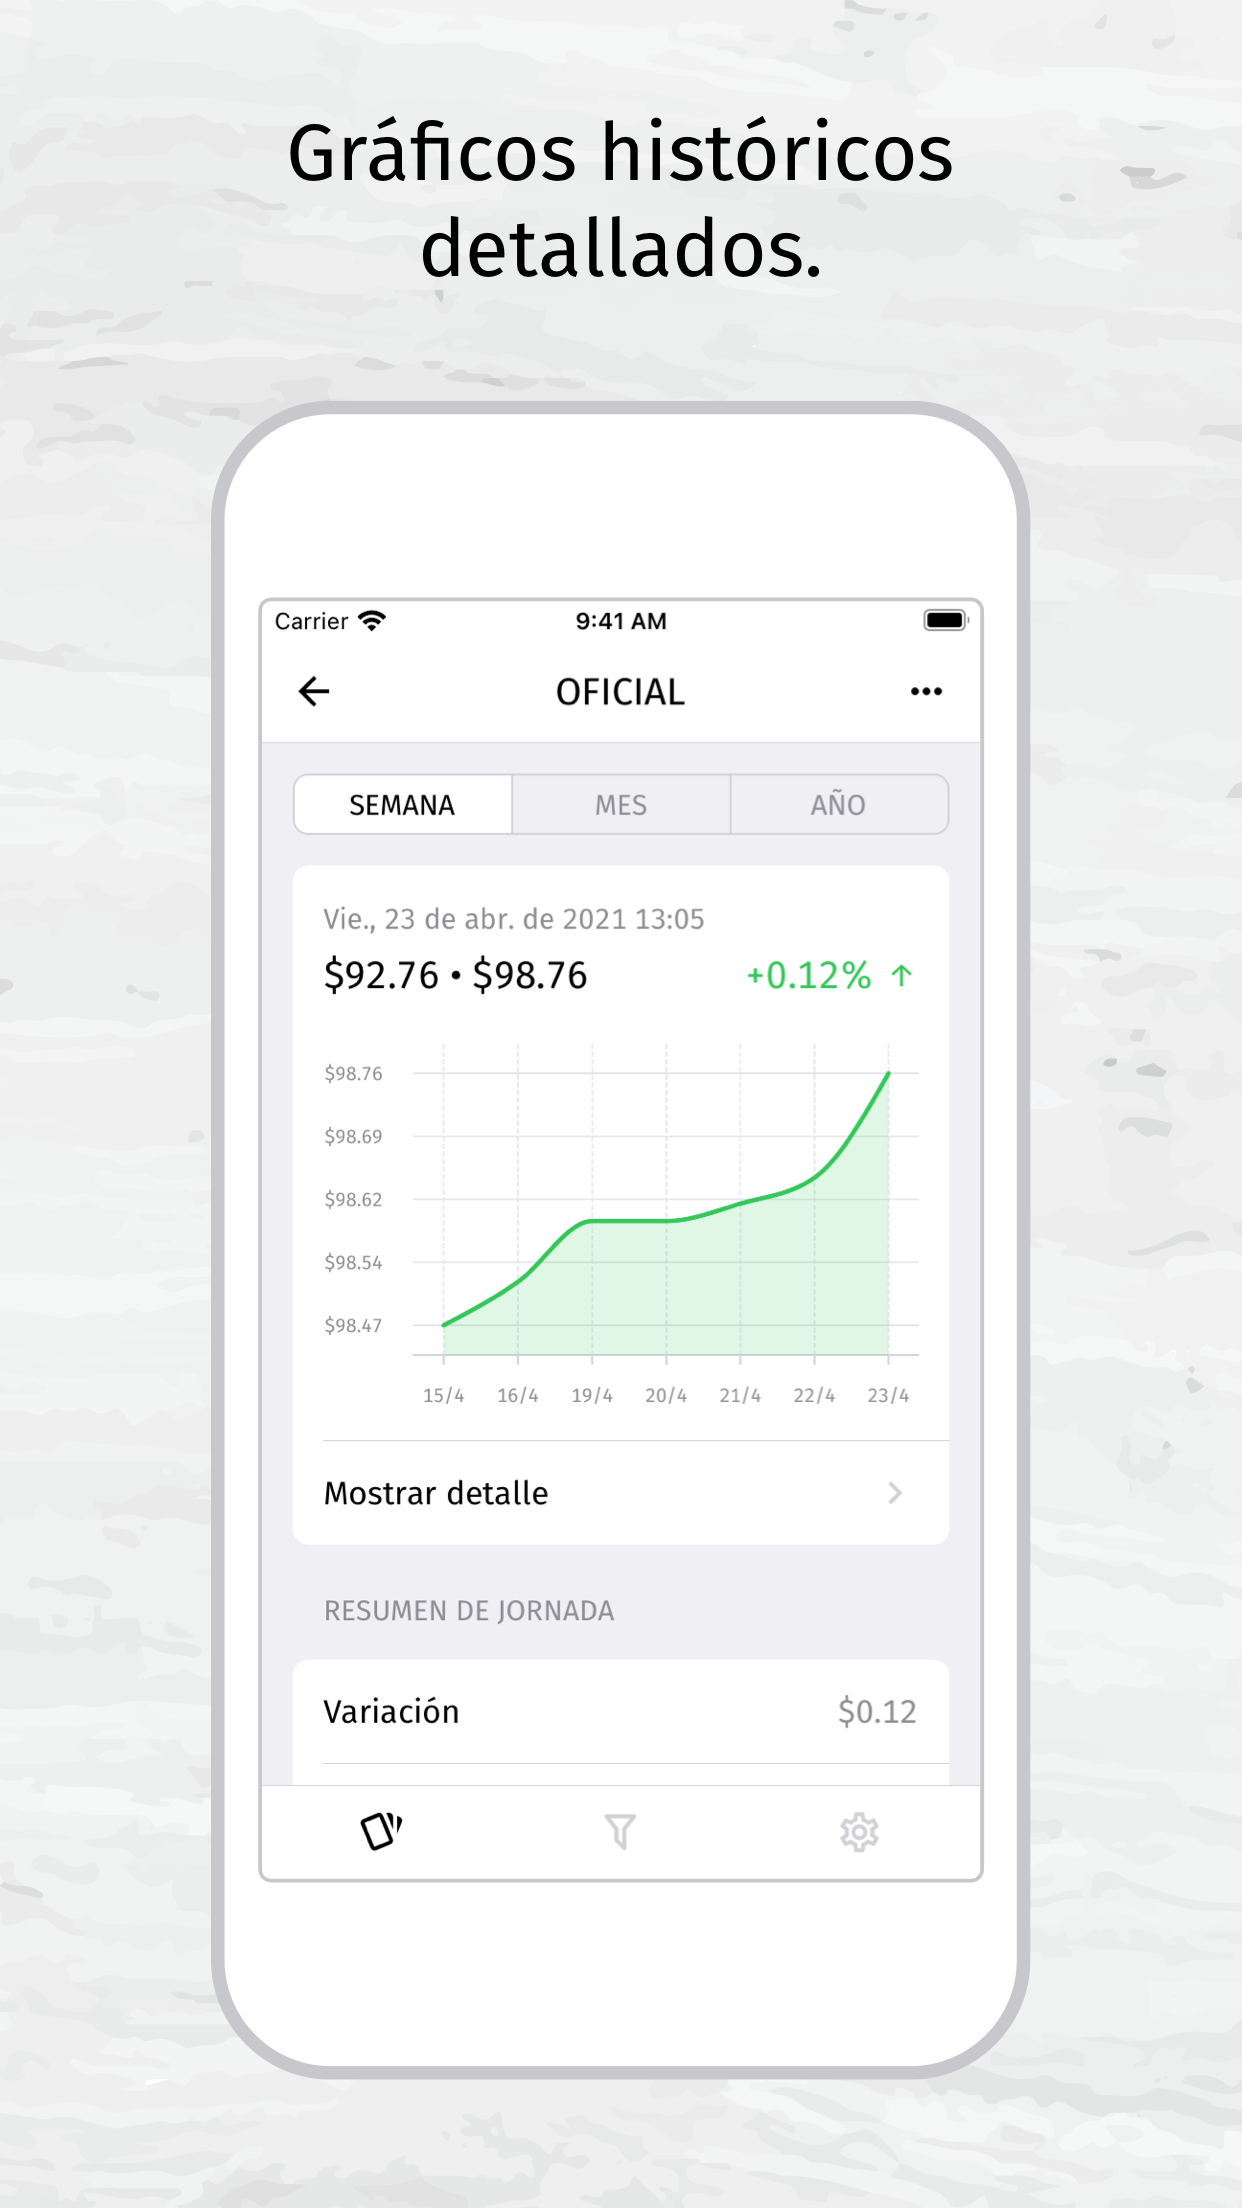 Gráficos históricos
detallados.
Carrier
9:41 AM
OFICIAL
SEMANA
MES
AÑO
Vie., 23 de abr. de 2021 13:05
$92.76 • $98.76
+0.12% ↑
$98.76
$98.69
$98.62
$98.54
$98.47
15/4
16/4
19/4
20/4
21/4
22/4
23/4
Mostrar detalle
RESUMEN DE JORNADA
Variación
$0.12